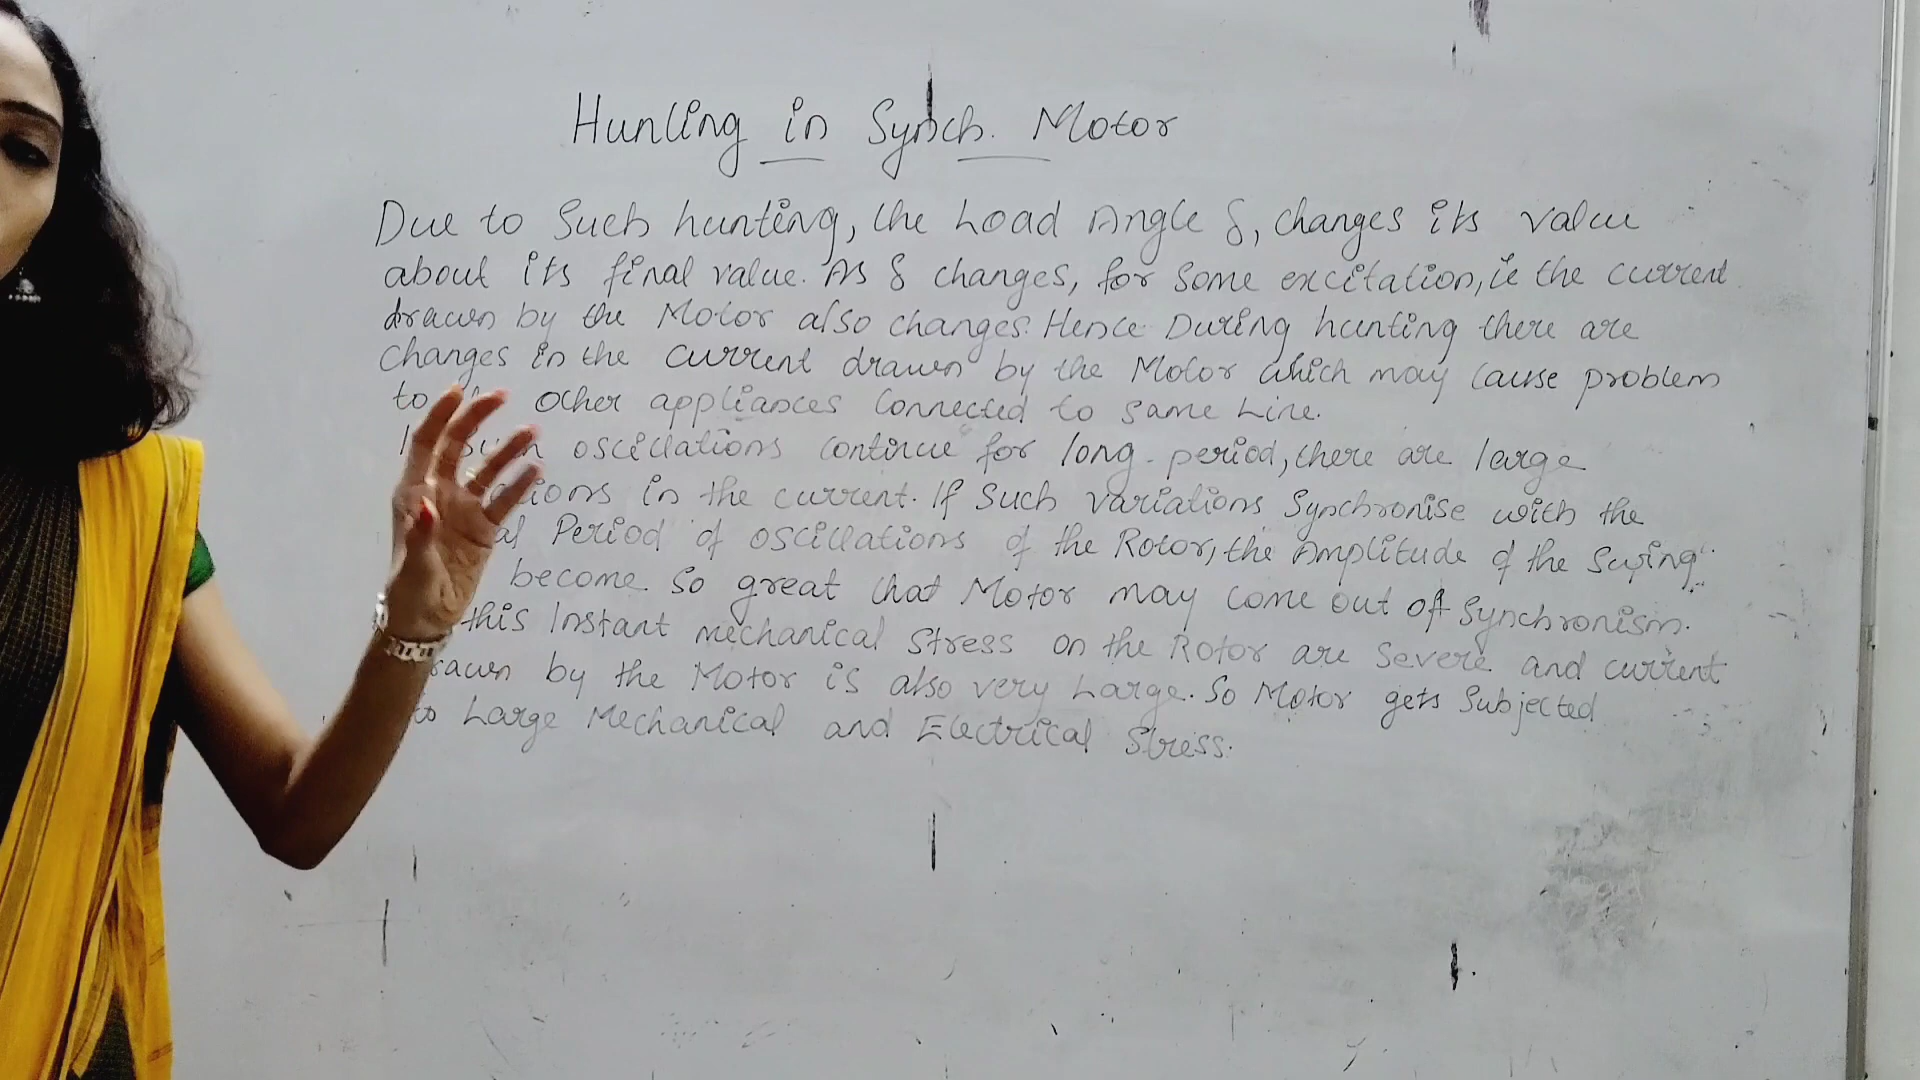 Hunting in Synch. Motor
Due to Such hunting, the Load Angle δ, changes its value
about its final value. As δ changes, for Some excitation, ie the current
drawn by the Motor also changes. Hence During hunting there are
changes in the current drawn by the Motor which may cause problem
to other appliances Connected to same Line.
oscillations continue for long period, there are large
in the current. If Such variations Synchronise with the
Period of oscillations of the Rotor, the Amplitude of the Swing
become So great that Motor may come out of Synchronism.
this Instant mechanical Stress on the Rotor are Severe and current
by the Motor is also very Large. So Motor gets Subjected
to Large Mechanical and Electrical Stress.